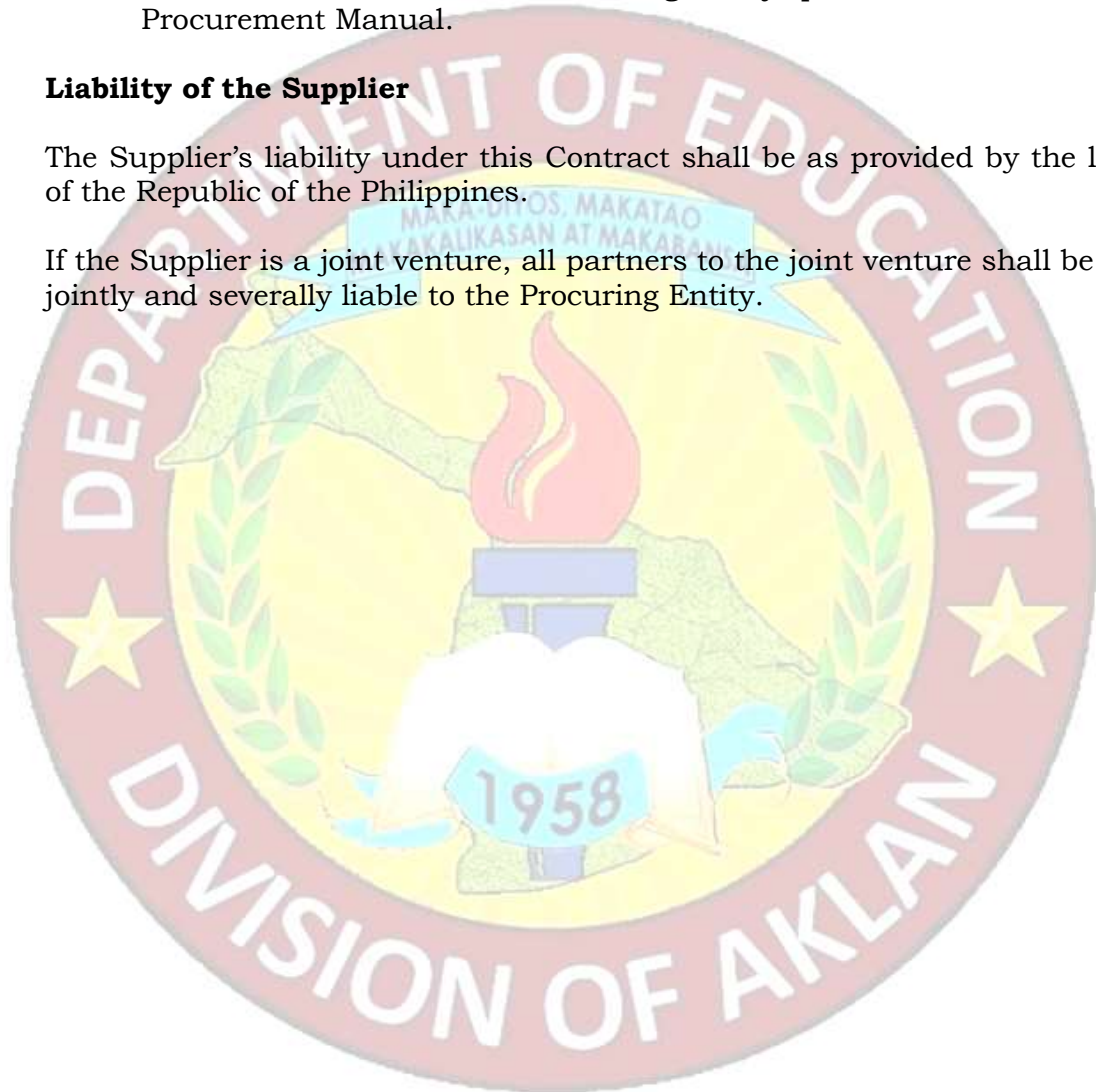 Procurement Manual.
Liability of the Supplier
The Supplier’s liability under this Contract shall be as provided by the
of the Republic of the Philippines.
If the Supplier is a joint venture, all partners to the joint venture shall be
jointly and severally liable to the Procuring Entity.
DEPARTMENT OF EDUCATION
MAKA-DIYOS, MAKATAO
MAKAKALIKASAN AT MAKABANSA
1958
DIVISION OF AKLAN